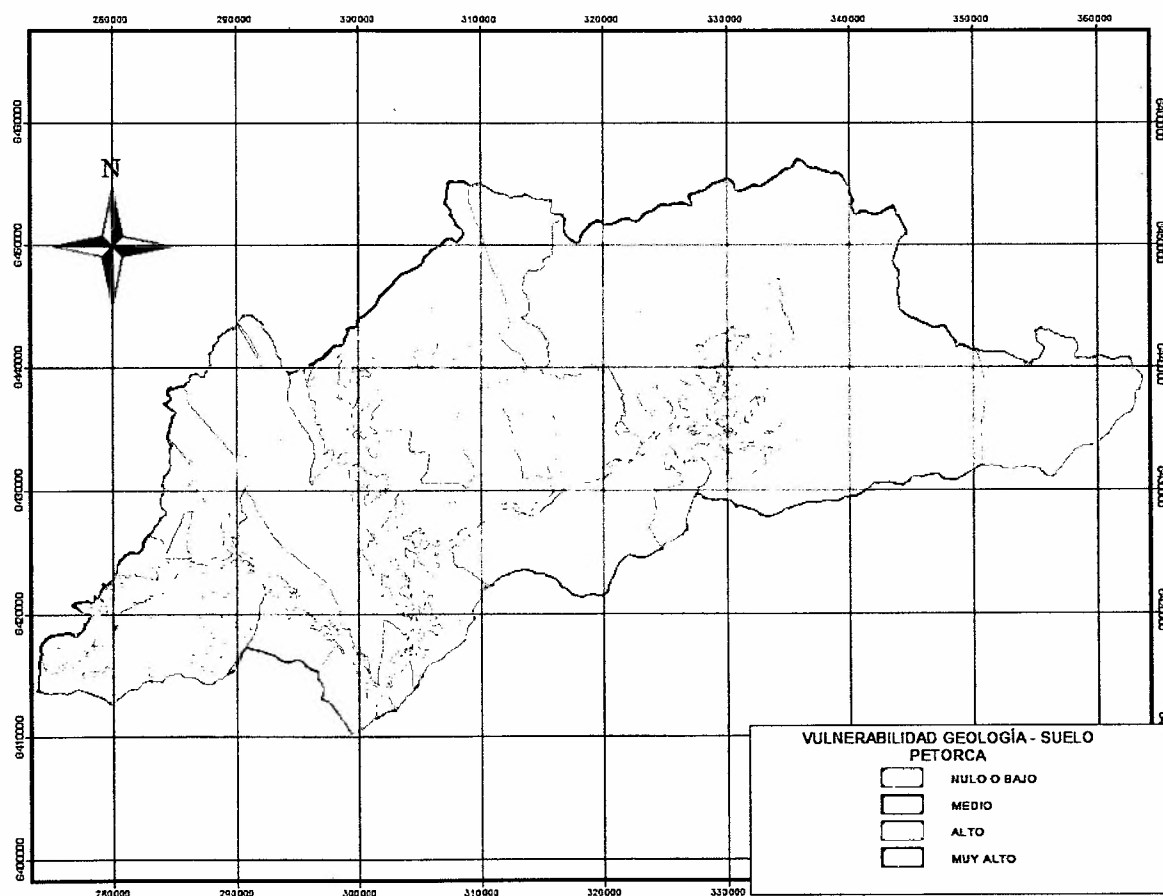 280000 290000 300000 310000 320000 330000 340000 350000 360000
N
VULNERABILIDAD GEOLOGÍA - SUELO
PETORCA
NULO O BAJO
MEDIO
ALTO
MUY ALTO
280000 290000 300000 310000 320000 330000